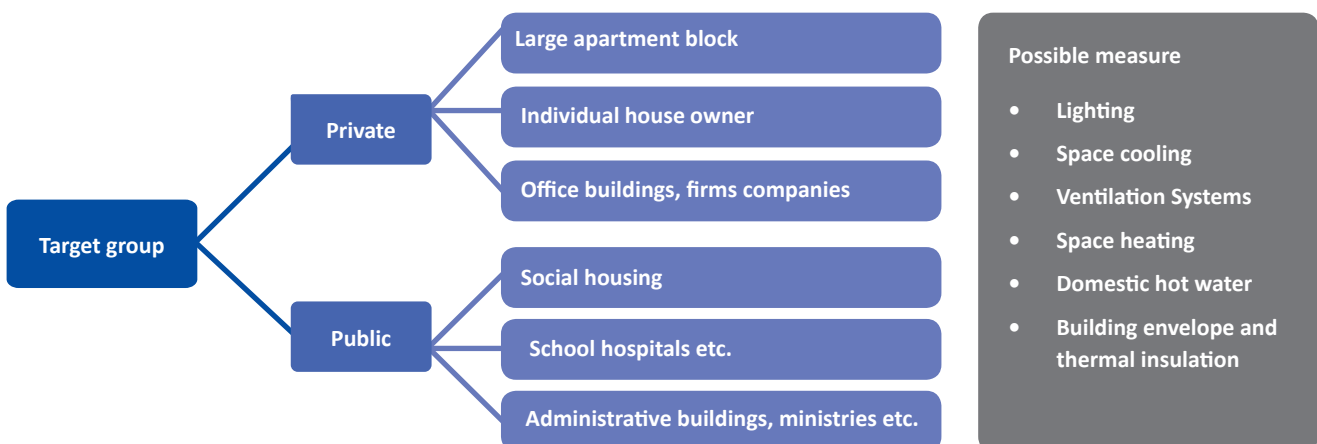 Target group
Private
Large apartment block
Individual house owner
Office buildings, firms companies
Public
Social housing
School hospitals etc.
Administrative buildings, ministries etc.
Possible measure
• Lighting
• Space cooling
• Ventilation Systems
• Space heating
• Domestic hot water
• Building envelope and
thermal insulation